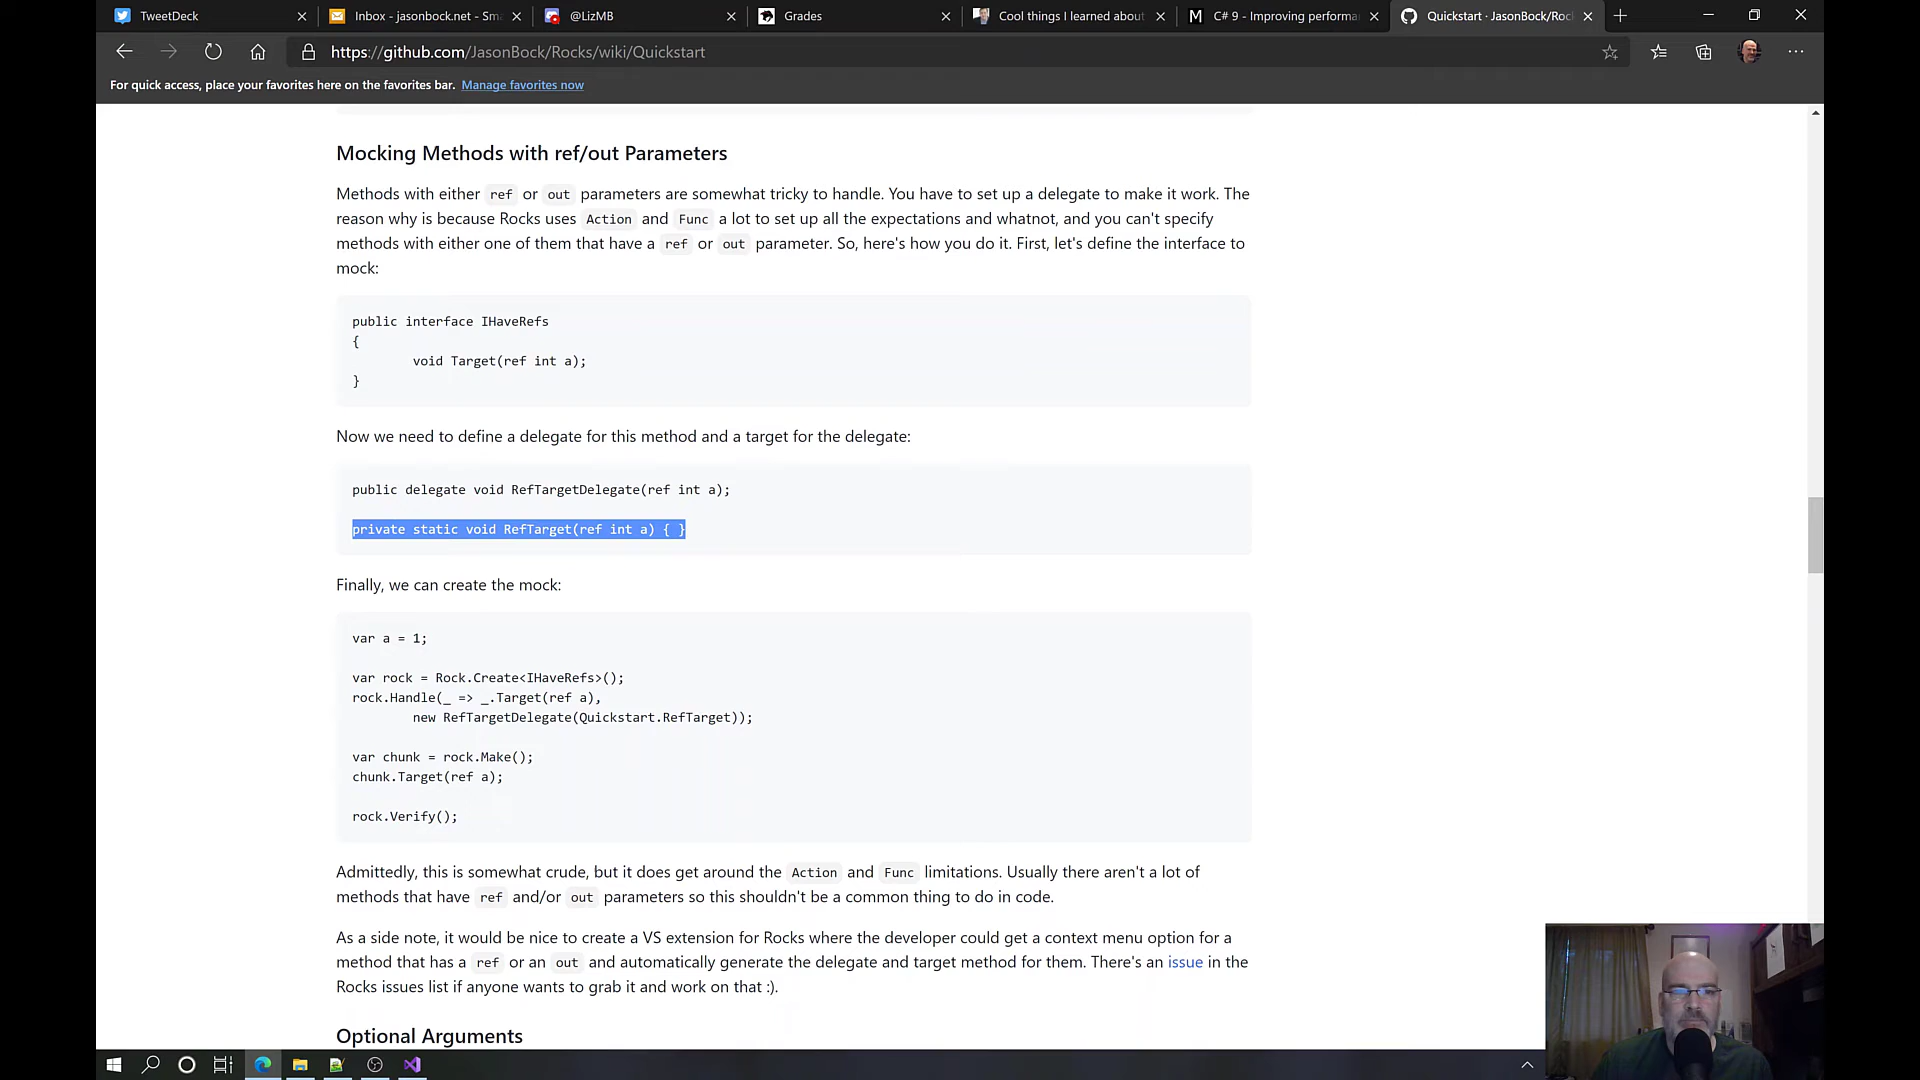 TweetDeck
Inbox - jasonbock.net - Sm
@LizMB
Grades
Cool things I learned about
C# 9 - Improving performa
Quickstart · JasonBock/Roc
https://github.com/JasonBock/Rocks/wiki/Quickstart
For quick access, place your favorites here on the favorites bar. Manage favorites now
Mocking Methods with ref/out Parameters
Methods with either ref or out parameters are somewhat tricky to handle. You have to set up a delegate to make it work. The
reason why is because Rocks uses Action and Func a lot to set up all the expectations and whatnot, and you can't specify
methods with either one of them that have a ref or out parameter. So, here's how you do it. First, let's define the interface to
mock:
public interface IHaveRefs
{
void Target(ref int a);
}
Now we need to define a delegate for this method and a target for the delegate:
public delegate void RefTargetDelegate(ref int a);
private static void RefTarget(ref int a) { }
Finally, we can create the mock:
var a = 1;
var rock = Rock.Create<IHaveRefs>();
rock.Handle(_ => _.Target(ref a),
new RefTargetDelegate(Quickstart.RefTarget));
var chunk = rock.Make();
chunk.Target(ref a);
rock.Verify();
Admittedly, this is somewhat crude, but it does get around the Action and Func limitations. Usually there aren't a lot of
methods that have ref and/or out parameters so this shouldn't be a common thing to do in code.
As a side note, it would be nice to create a VS extension for Rocks where the developer could get a context menu option for a
method that has a ref or an out and automatically generate the delegate and target method for them. There's an issue in the
Rocks issues list if anyone wants to grab it and work on that :).
Optional Arguments